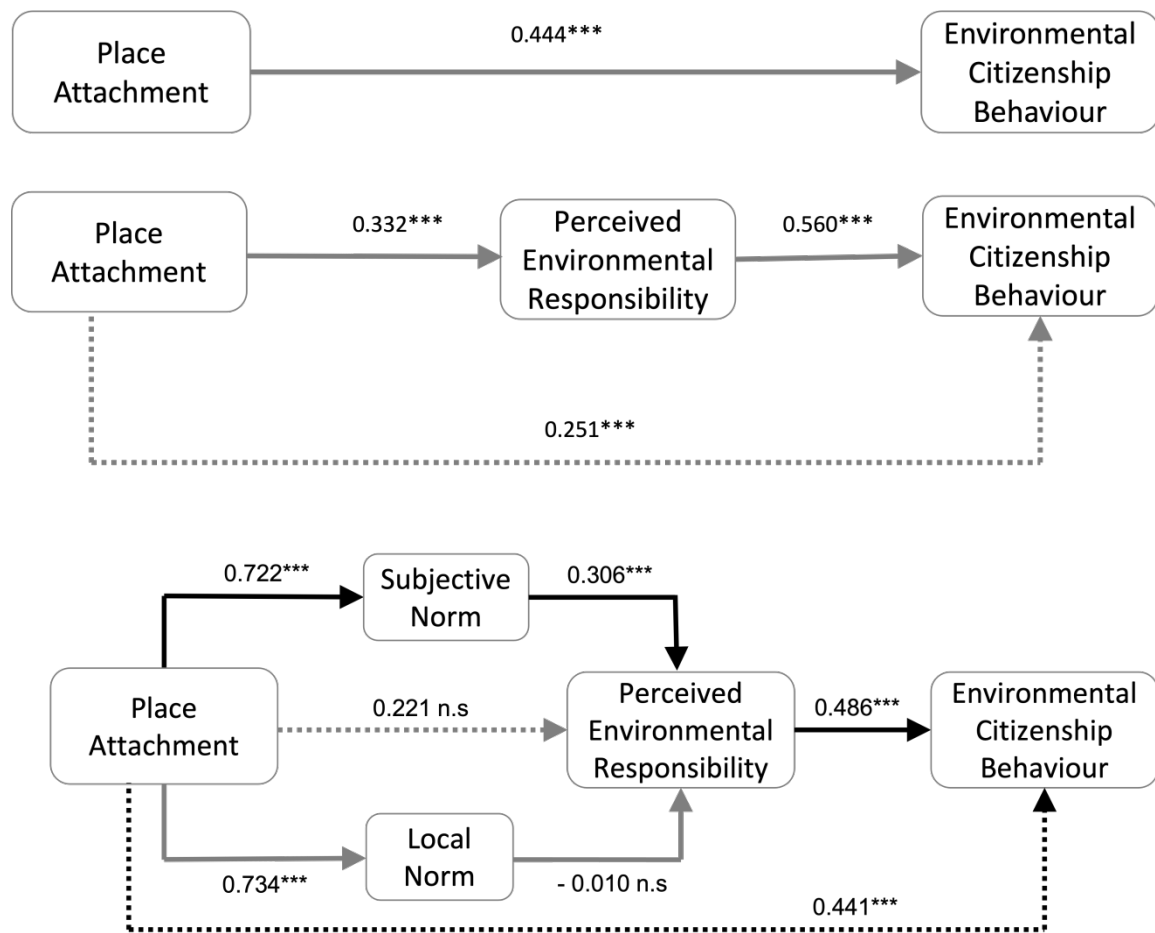 Place
Attachment
0.444***
Environmental
Citizenship
Behaviour
Place
Attachment
0.332***
Perceived
Environmental
Responsibility
0.560***
Environmental
Citizenship
Behaviour
0.251***
0.722***
Subjective
Norm
0.306***
Place
Attachment
0.221 n.s
Perceived
Environmental
Responsibility
0.486***
Environmental
Citizenship
Behaviour
0.734***
Local
Norm
- 0.010 n.s
0.441***